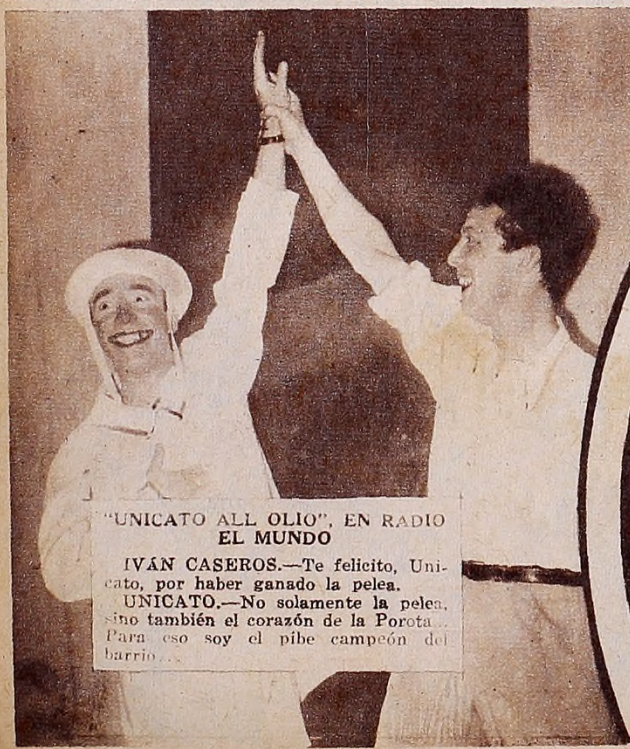 "UNICATO ALL OLIO", EN RADIO
EL MUNDO
IVÁN CASEROS.—Te felicito, Uni-
cato, por haber ganado la pelea.
UNICATO.—No solamente la pelea,
sino también el corazón de la Porota...
Para eso soy el pibe campeón del
barrio...